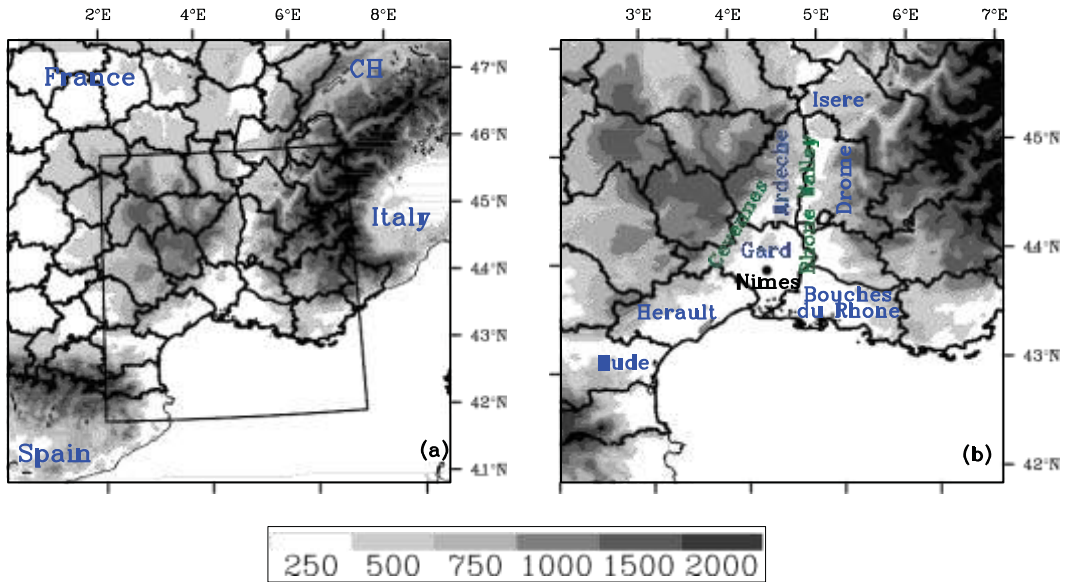 2°E 4°E 6°E 8°E
3°E 4°E 5°E 6°E 7°E
France
CH
47°N
46°N
45°N
Italy
44°N
43°N
42°N
Spain
(a)
41°N
Isere
45°N
Rhone Valley
Drome
Cevennes
44°N
Gard
Nimes
Bouches
du Rhone
Herault
43°N
(b)
42°N
250 500 750 1000 1500 2000